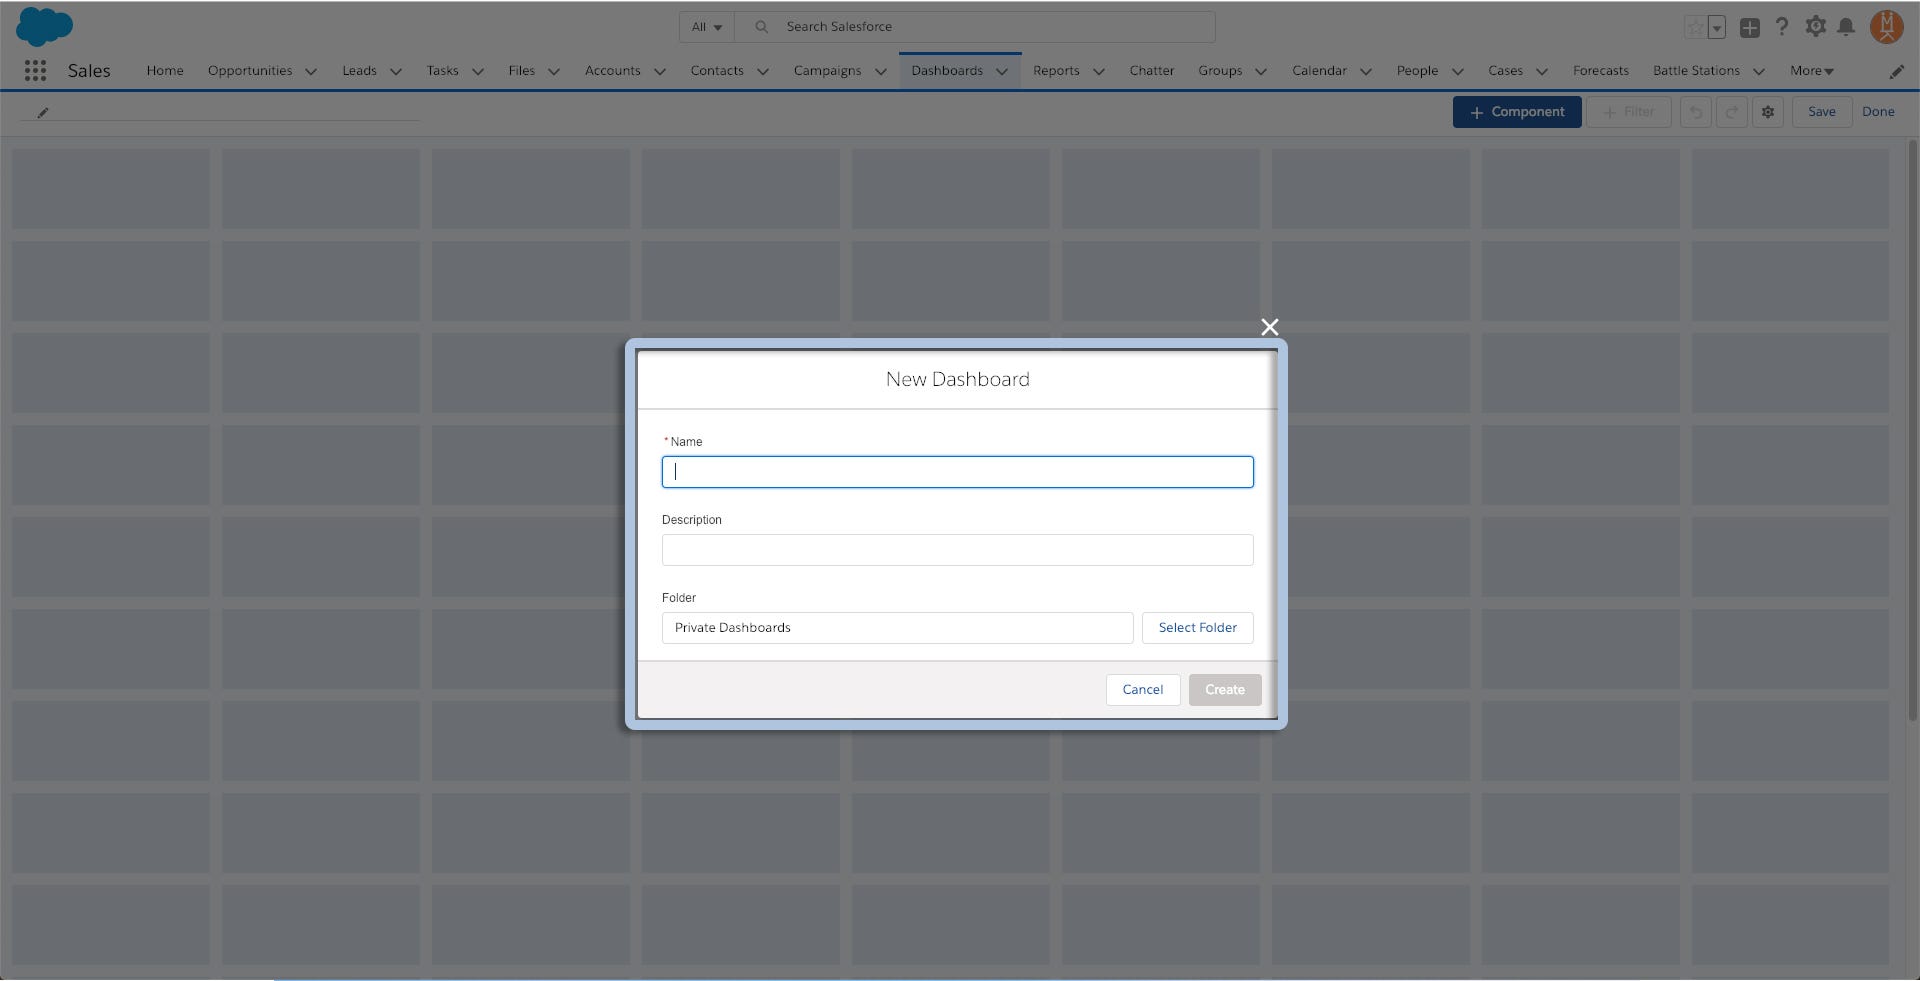 All Search Salesforce
Sales Home Opportunities Leads Tasks Files Accounts Contacts Campaigns Dashboards Reports Chatter Groups Calendar People Cases Forecasts Battle Stations More
+ Component + Filter Save Done
New Dashboard
* Name
Description
Folder
Private Dashboards Select Folder
Cancel Create